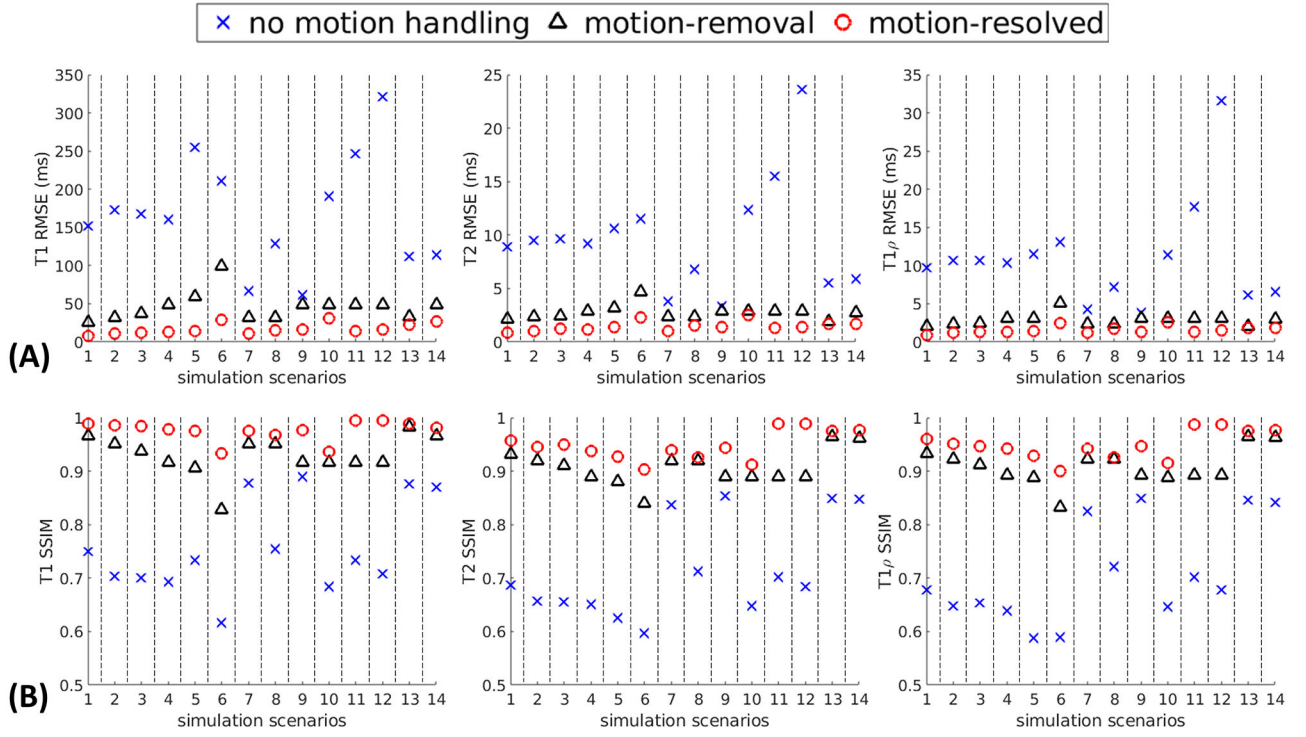 no motion handling motion-removal motion-resolved
350 300 250 200 150 100 50 0
T1 RMSE (ms)
1 2 3 4 5 6 7 8 9 10 11 12 13 14
simulation scenarios
25 20 15 10 5 0
T2 RMSE (ms)
1 2 3 4 5 6 7 8 9 10 11 12 13 14
simulation scenarios
35 30 25 20 15 10 5 0
T1ρ RMSE (ms)
1 2 3 4 5 6 7 8 9 10 11 12 13 14
simulation scenarios
(A)
1 0.9 0.8 0.7 0.6 0.5
T1 SSIM
1 2 3 4 5 6 7 8 9 10 11 12 13 14
simulation scenarios
1 0.9 0.8 0.7 0.6 0.5
T2 SSIM
1 2 3 4 5 6 7 8 9 10 11 12 13 14
simulation scenarios
1 0.9 0.8 0.7 0.6 0.5
T1ρ SSIM
1 2 3 4 5 6 7 8 9 10 11 12 13 14
simulation scenarios
(B)